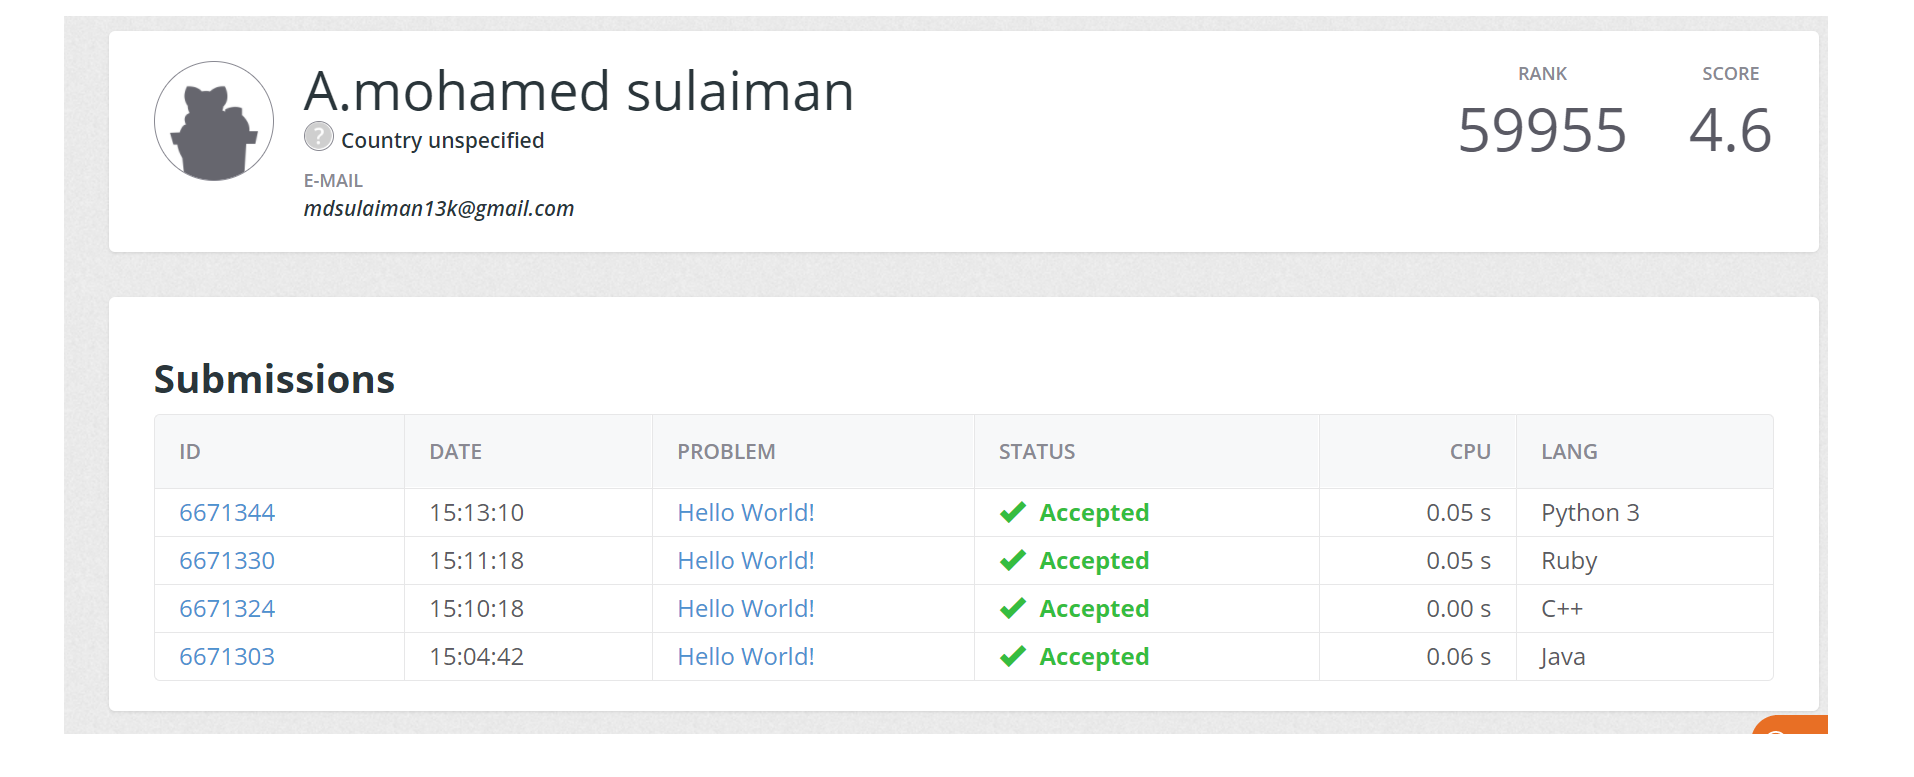 A.mohamed sulaiman
? Country unspecified
E-MAIL
mdsulaiman13k@gmail.com
RANK
59955
SCORE
4.6
Submissions
ID DATE PROBLEM STATUS CPU LANG
6671344 15:13:10 Hello World! Accepted 0.05 s Python 3
6671330 15:11:18 Hello World! Accepted 0.05 s Ruby
6671324 15:10:18 Hello World! Accepted 0.00 s C++
6671303 15:04:42 Hello World! Accepted 0.06 s Java